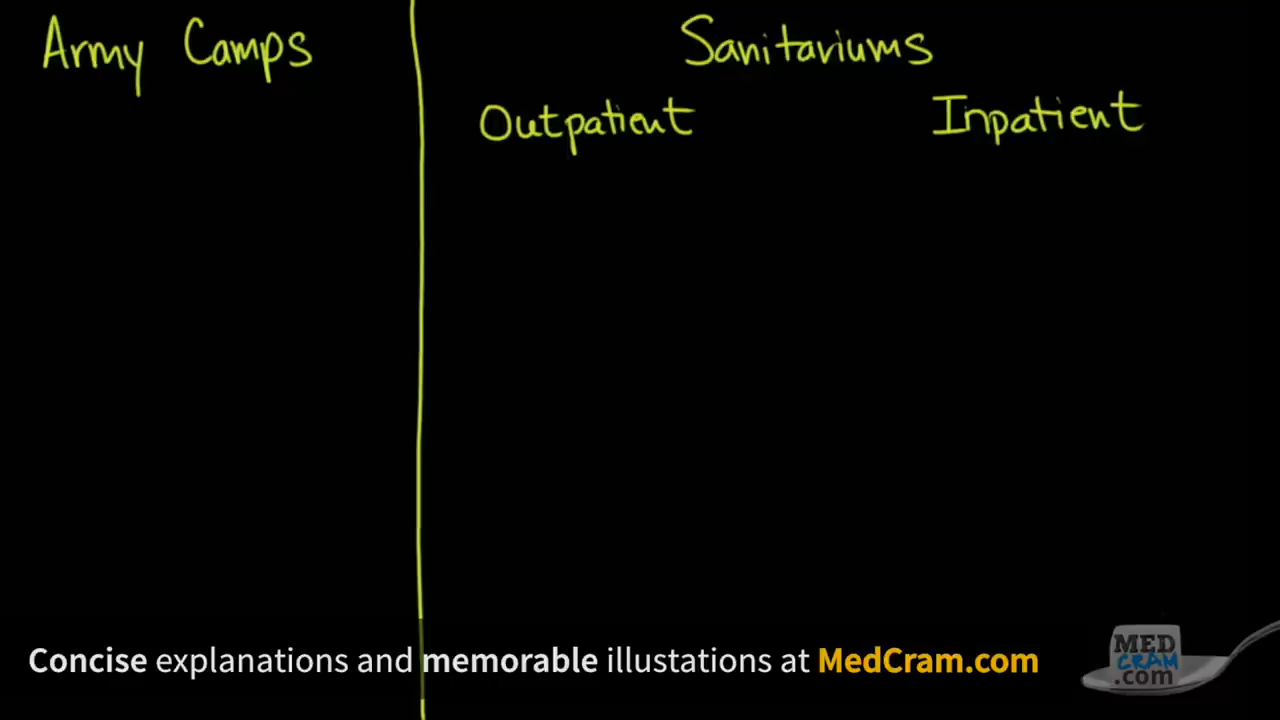 Army Camps
Sanitariums
Outpatient
Inpatient
Concise explanations and memorable illustations at MedCram.com
MED
CRAM
.com